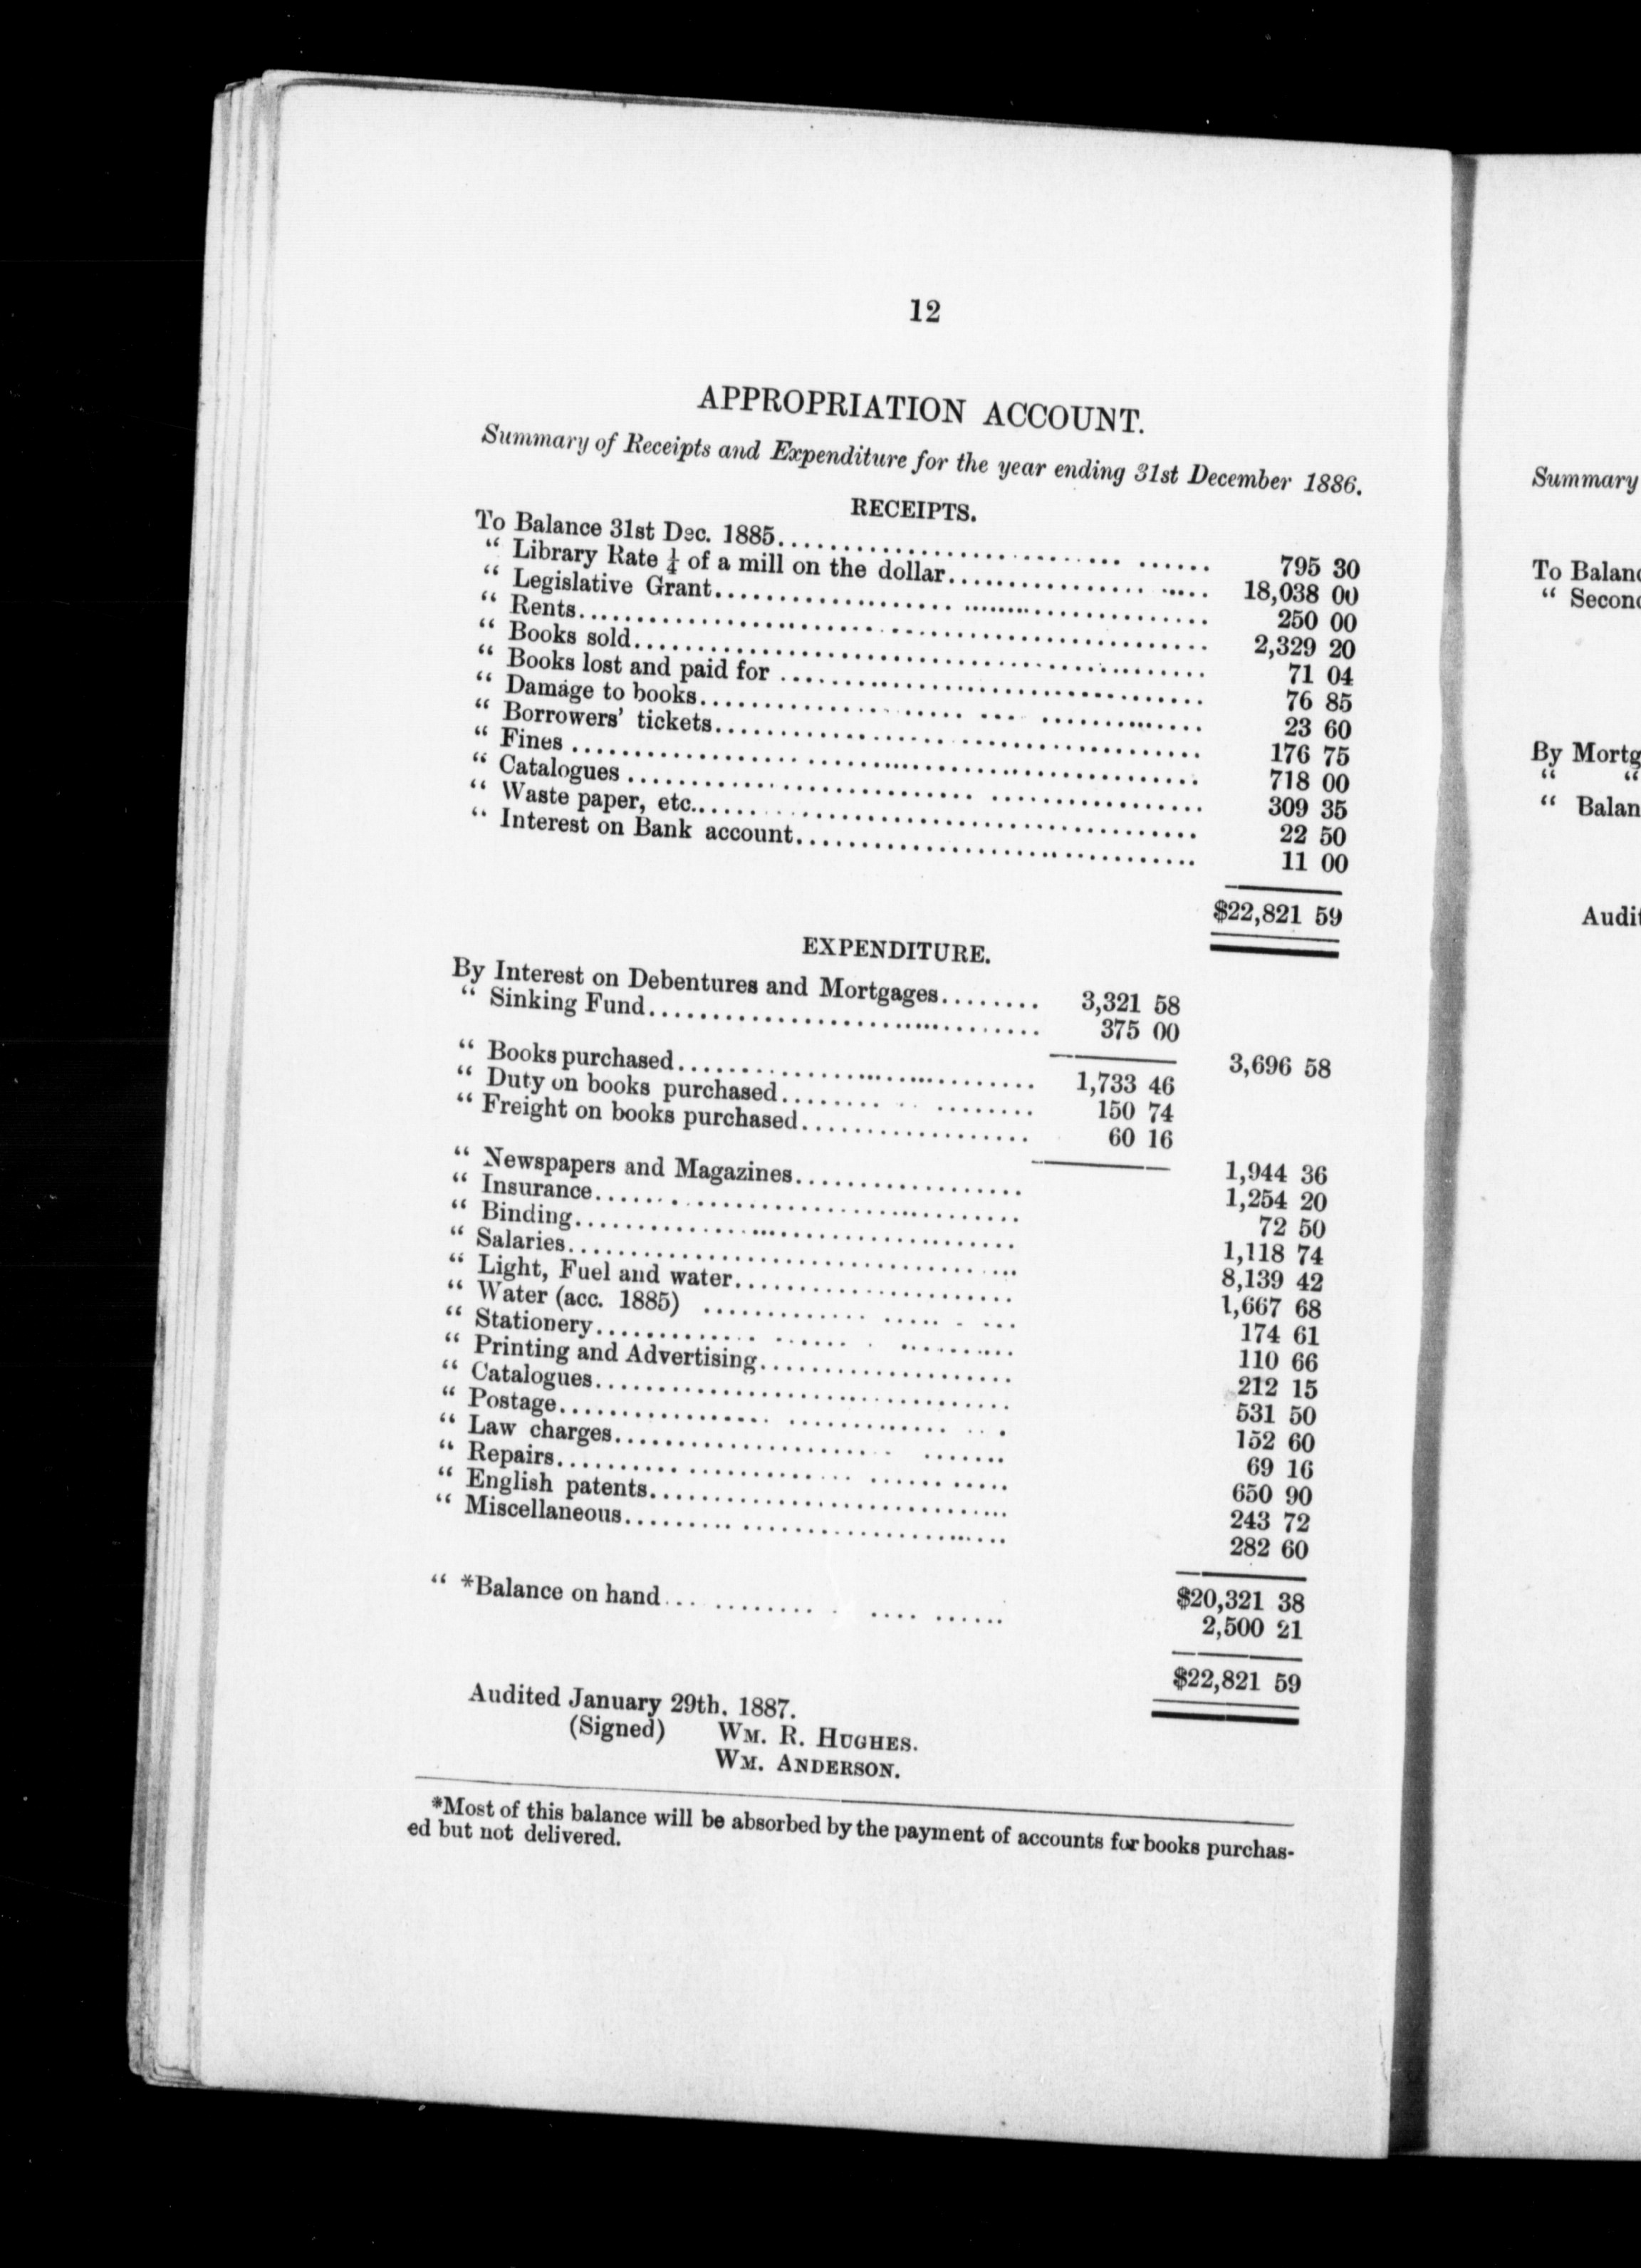 12
APPROPRIATION ACCOUNT.
Summary of Receipts and Expenditure for the year ending 31st December 1886.
RECEIPTS.
To Balance 31st Dec. 1885 795 30
“ Library Rate ¼ of a mill on the dollar 18,038 00
“ Legislative Grant 250 00
“ Rents 2,329 20
“ Books sold 71 04
“ Books lost and paid for 76 85
“ Damage to books 23 60
“ Borrowers’ tickets 176 75
“ Fines 718 00
“ Catalogues 309 35
“ Waste paper, etc. 22 50
“ Interest on Bank account 11 00
$22,821 59
EXPENDITURE.
By Interest on Debentures and Mortgages 3,321 58
“ Sinking Fund 375 00
3,696 58
“ Books purchased 1,733 46
“ Duty on books purchased 150 74
“ Freight on books purchased 60 16
1,944 36
“ Newspapers and Magazines 1,254 20
“ Insurance 72 50
“ Binding 1,118 74
“ Salaries 8,139 42
“ Light, Fuel and water 1,667 68
“ Water (acc. 1885) 174 61
“ Stationery 110 66
“ Printing and Advertising 212 15
“ Catalogues 531 50
“ Postage 152 60
“ Law charges 69 16
“ Repairs 650 90
“ English patents 243 72
“ Miscellaneous 282 60
$20,321 38
“ *Balance on hand 2,500 21
$22,821 59
Audited January 29th. 1887.
(Signed) WM. R. HUGHES.
WM. ANDERSON.
*Most of this balance will be absorbed by the payment of accounts for books purchas-
ed but not delivered.
Summary
To Balanc
“ Secon
By Mortg
“ “
“ Balan
Audit